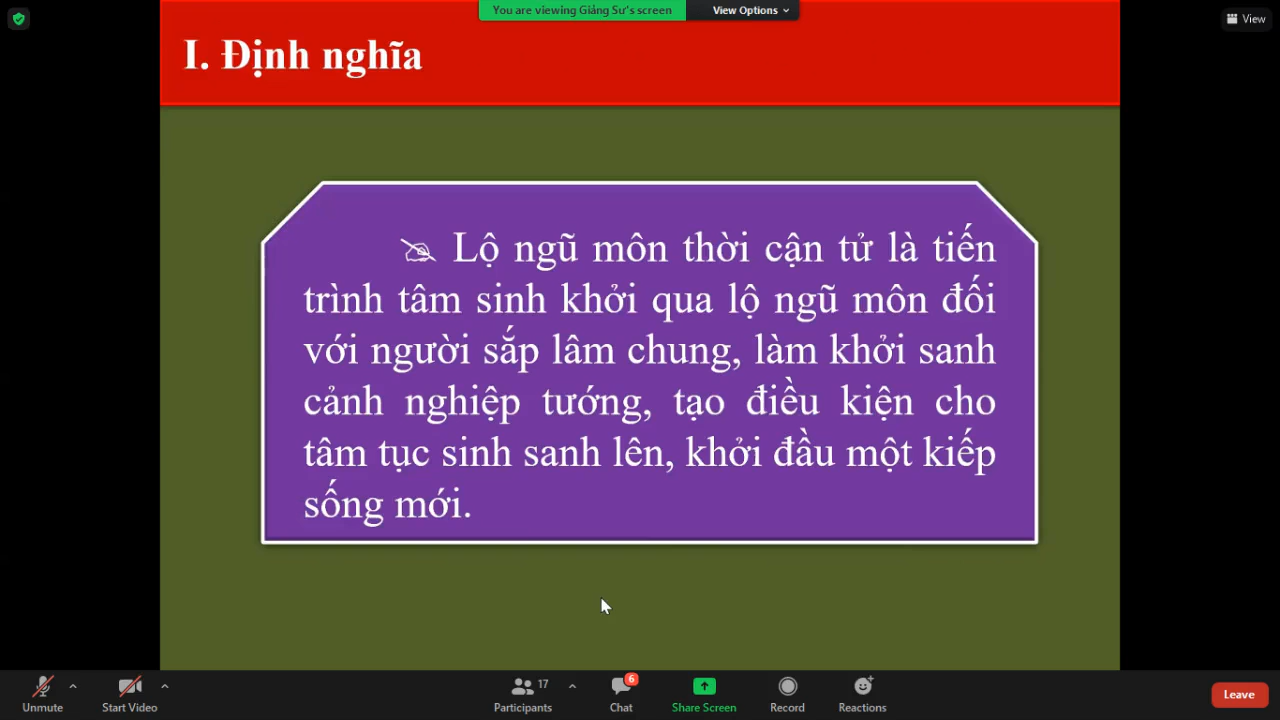 You are viewing Giảng Sư's screen
View Options
View
I. Định nghĩa
Lộ ngũ môn thời cận tử là tiến
trình tâm sinh khởi qua lộ ngũ môn đối
với người sắp lâm chung, làm khởi sanh
cảnh nghiệp tướng, tạo điều kiện cho
tâm tục sinh sanh lên, khởi đầu một kiếp
sống mới.
Unmute
Start Video
17
Participants
6
Chat
Share Screen
Record
Reactions
Leave